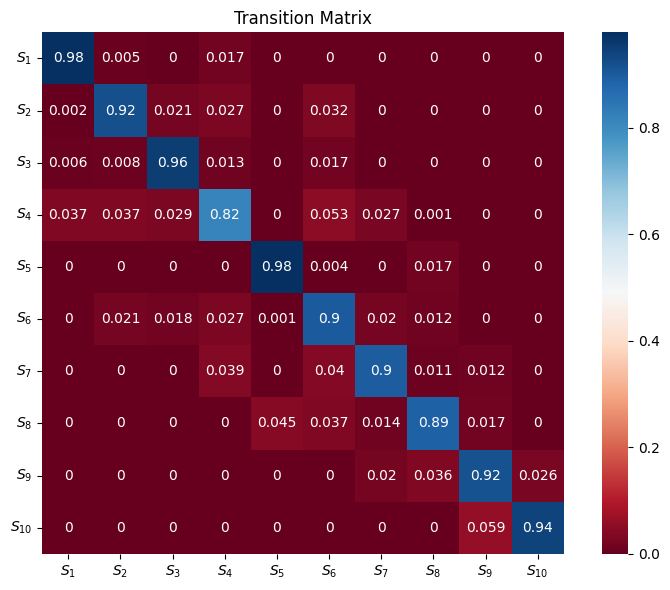 Transition Matrix
S₁ 0.98 0.005 0 0.017 0 0 0 0 0 0
S₂ 0.002 0.92 0.021 0.027 0 0.032 0 0 0 0
S₃ 0.006 0.008 0.96 0.013 0 0.017 0 0 0 0
S₄ 0.037 0.037 0.029 0.82 0 0.053 0.027 0.001 0 0
S₅ 0 0 0 0 0.98 0.004 0 0.017 0 0
S₆ 0 0.021 0.018 0.027 0.001 0.9 0.02 0.012 0 0
S₇ 0 0 0 0.039 0 0.04 0.9 0.011 0.012 0
S₈ 0 0 0 0 0.045 0.037 0.014 0.89 0.017 0
S₉ 0 0 0 0 0 0 0.02 0.036 0.92 0.026
S₁₀ 0 0 0 0 0 0 0 0 0.059 0.94
S₁ S₂ S₃ S₄ S₅ S₆ S₇ S₈ S₉ S₁₀
0.8
0.6
0.4
0.2
0.0